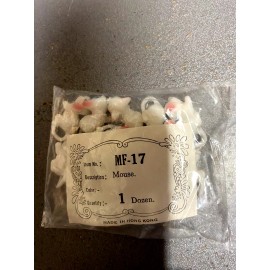 Item No.: MF-17
Description: Mouse.
Color:-
Quantity: 1 Dozen.
MADE IN HONG KONG